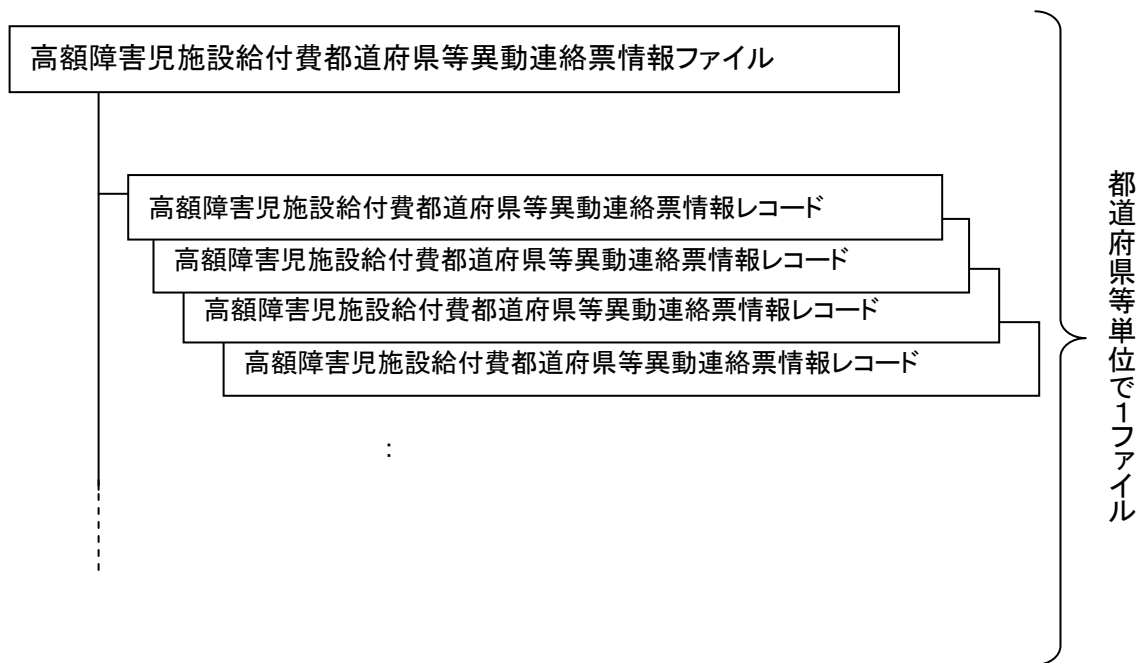 高額障害児施設給付費都道府県等異動連絡票情報ファイル
高額障害児施設給付費都道府県等異動連絡票情報レコード
高額障害児施設給付費都道府県等異動連絡票情報レコード
高額障害児施設給付費都道府県等異動連絡票情報レコード
高額障害児施設給付費都道府県等異動連絡票情報レコード
:
都道府県等単位で1ファイル